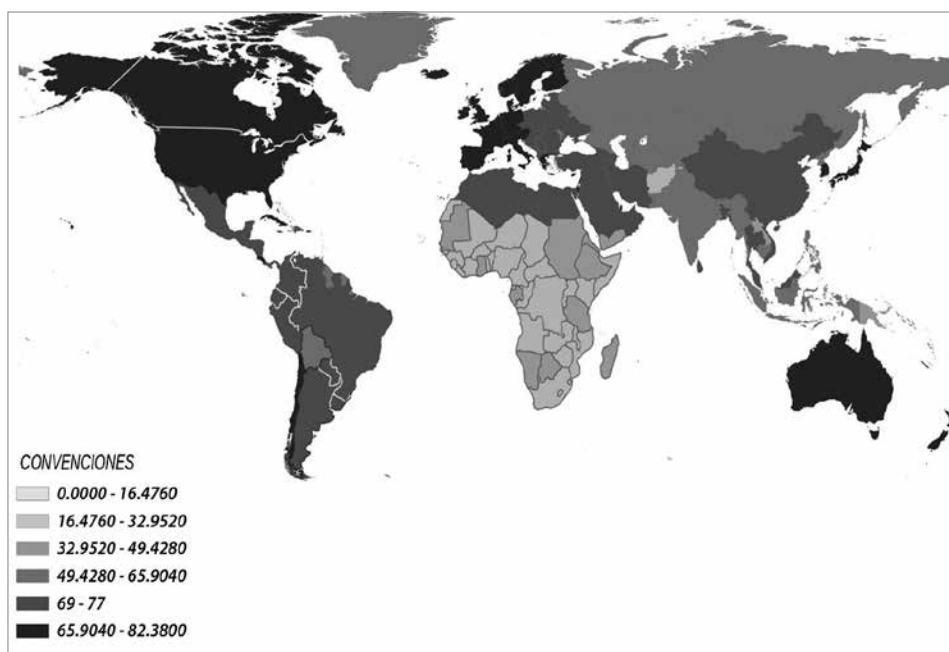 CONVENCIONES
0.0000 - 16.4760
16.4760 - 32.9520
32.9520 - 49.4280
49.4280 - 65.9040
69 - 77
65.9040 - 82.3800